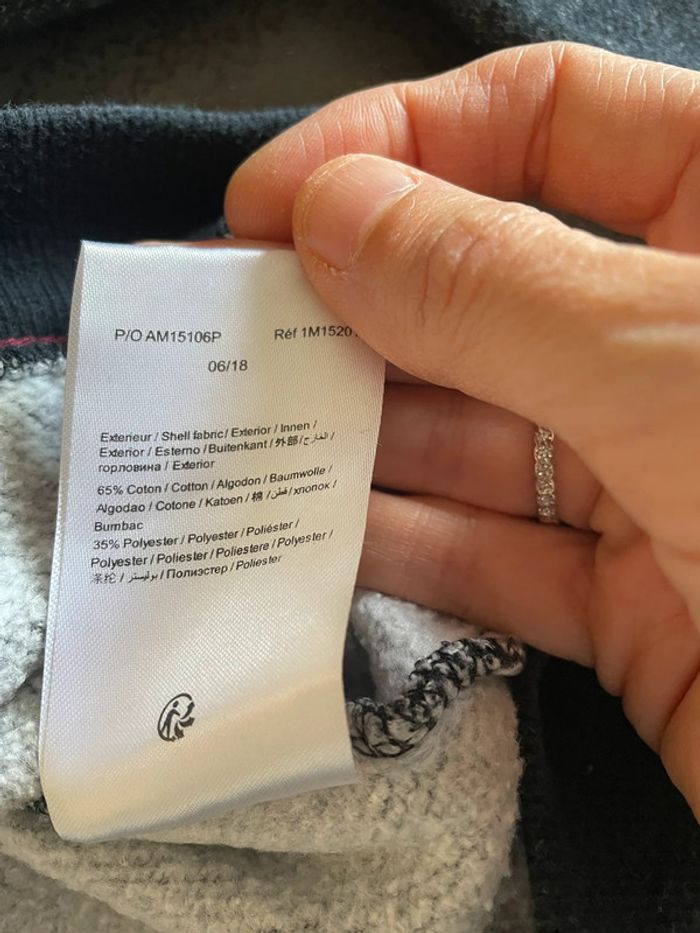 P/O AM15106P Réf 1M1520
06/18
Exterieur / Shell fabric / Exterior / Innen /
Exterior / Esterno / Buitenkant / 外部 / الخارج /
горловина / Exterior
65% Coton / Cotton / Algodon / Baumwolle /
Algodao / Cotone / Katoen / 棉 / قطن / хлопок /
Bumbac
35% Polyester / Polyester / Poliéster /
Polyester / Poliester / Poliestere / Polyester /
涤纶 / بوليستر / Полиэстер / Poliester